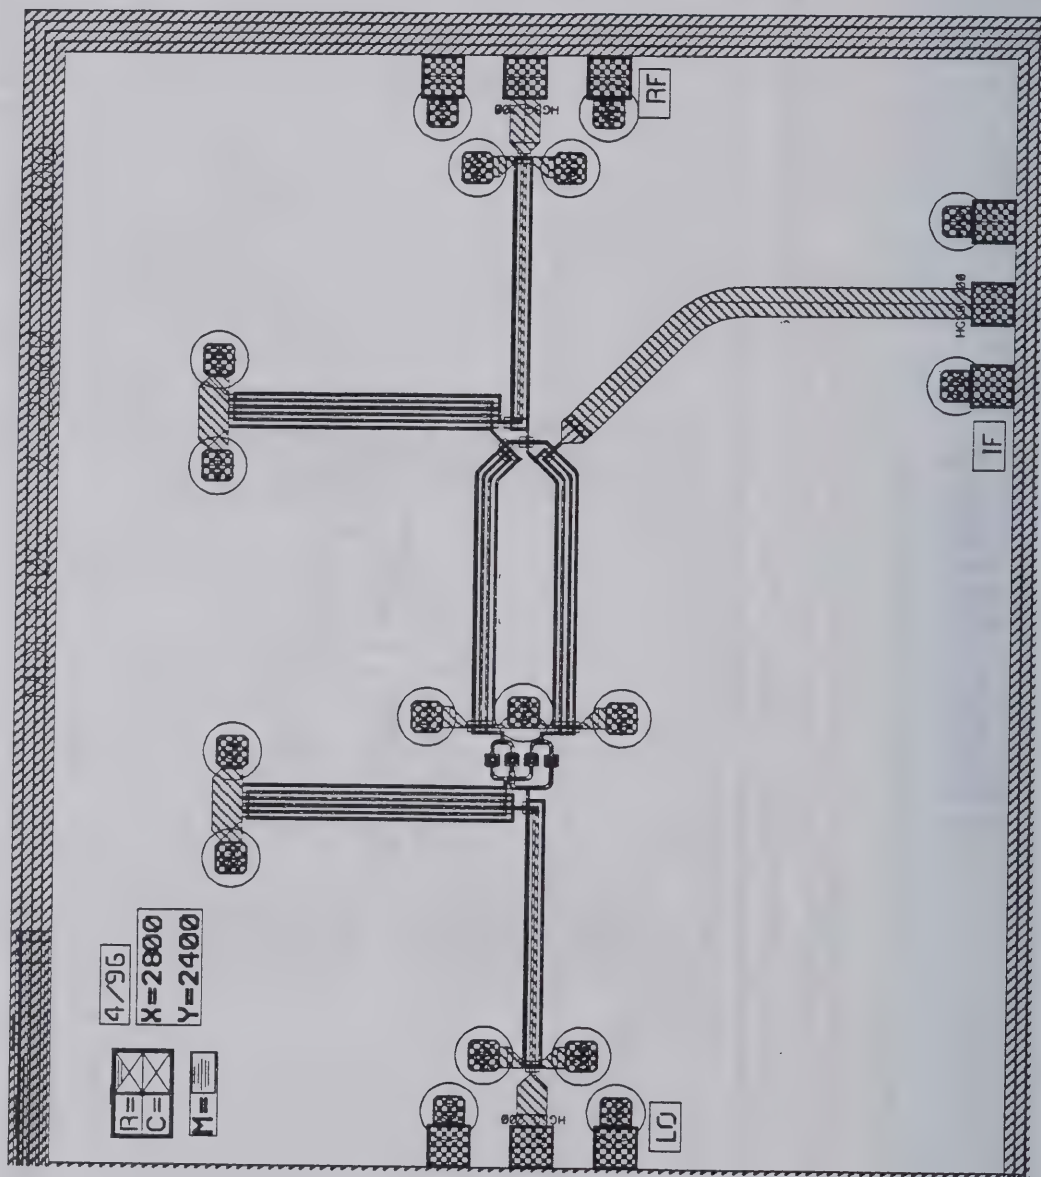 RF
IF
LO
4/96
X=2800
Y=2400
R=
C=
M=